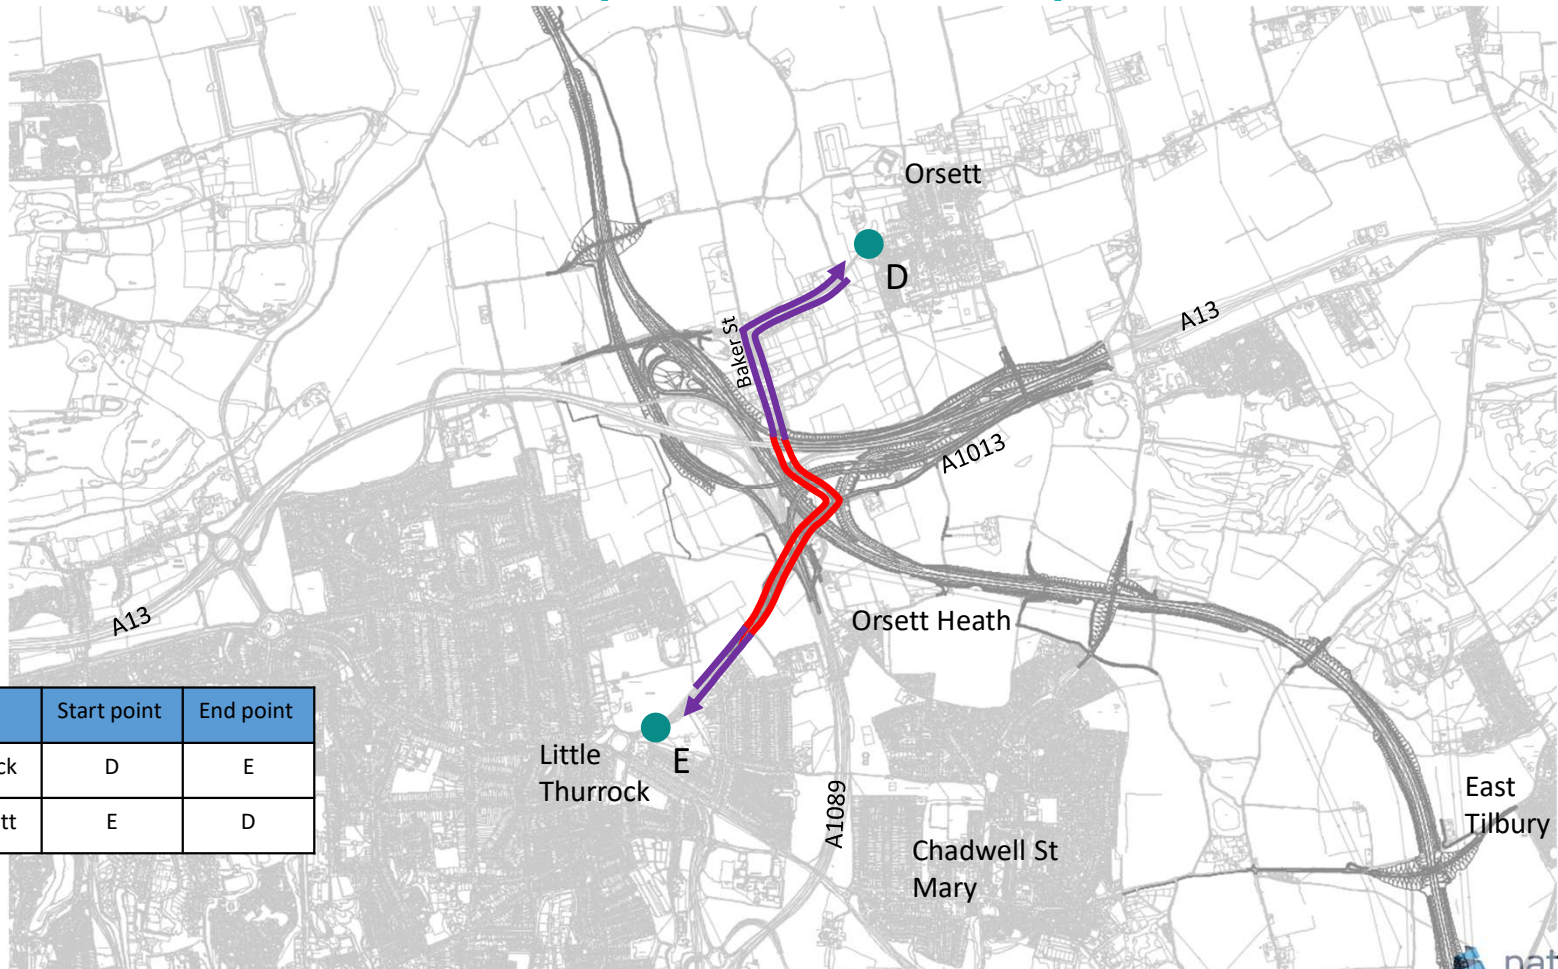 Orsett
D
A13
Baker St
A1013
A13
Orsett Heath
Start point End point
D E
E D
Little
Thurrock
E
A1089
East
Tilbury
Chadwell St
Mary